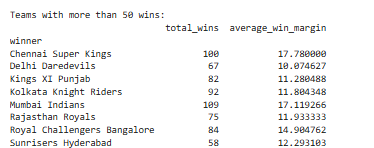 Teams with more than 50 wins:
total_wins average_win_margin
winner
Chennai Super Kings 100 17.780000
Delhi Daredevils 67 10.074627
Kings XI Punjab 82 11.280488
Kolkata Knight Riders 92 11.804348
Mumbai Indians 109 17.119266
Rajasthan Royals 75 11.933333
Royal Challengers Bangalore 84 14.904762
Sunrisers Hyderabad 58 12.293103